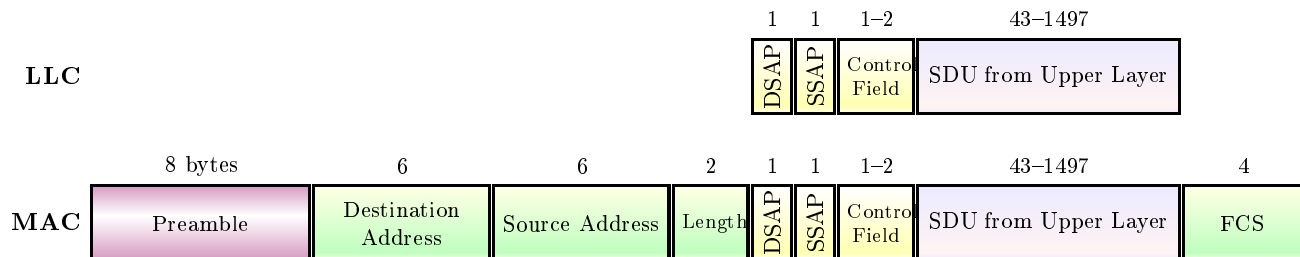 1 1 1–2 43–1497
LLC DSAP SSAP Control Field SDU from Upper Layer
8 bytes 6 6 2 1 1 1–2 43–1497 4
MAC Preamble Destination Address Source Address Length DSAP SSAP Control Field SDU from Upper Layer FCS